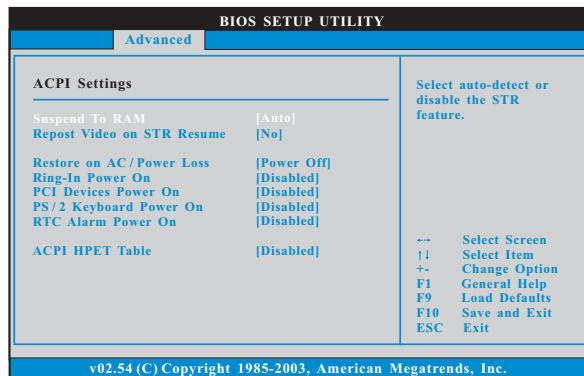 BIOS SETUP UTILITY
Advanced
ACPI Settings
Suspend To RAM [Auto]
Repost Video on STR Resume [No]
Restore on AC / Power Loss [Power Off]
Ring-In Power On [Disabled]
PCI Devices Power On [Disabled]
PS / 2 Keyboard Power On [Disabled]
RTC Alarm Power On [Disabled]
ACPI HPET Table [Disabled]
Select auto-detect or
disable the STR
feature.
←→ Select Screen
↑↓ Select Item
+- Change Option
F1 General Help
F9 Load Defaults
F10 Save and Exit
ESC Exit
v02.54 (C) Copyright 1985-2003, American Megatrends, Inc.